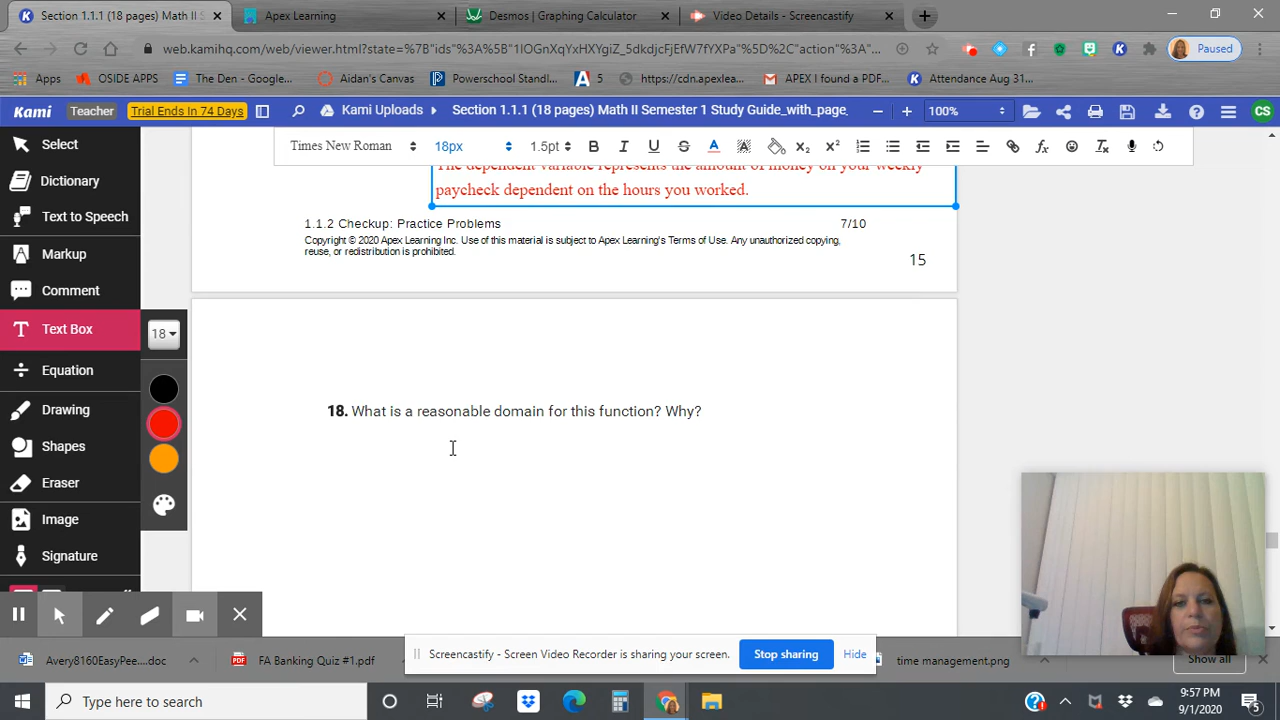 Section 1.1.1 (18 pages) Math II S
Apex Learning
Desmos | Graphing Calculator
Video Details - Screencastify
web.kamihq.com/web/viewer.html?state=%7B"ids"%3A%5B"1IOGnXqYxHXYgiZ_5dkdjcFjEfW7fYXPa"%5D%2C"action"%3A"...
Paused
Apps
OSIDE APPS
The Den - Google...
Aidan's Canvas
Powerschool Standl...
5
https://cdn.apexlea...
APEX I found a PDF...
Attendance Aug 31...
Kami
Teacher
Trial Ends In 74 Days
Kami Uploads
Section 1.1.1 (18 pages) Math II Semester 1 Study Guide_with_page_
100%
CS
Select
Dictionary
Text to Speech
Markup
Comment
Text Box
Equation
Drawing
Shapes
Eraser
Image
Signature
18
Times New Roman
18px
1.5pt
The dependent variable represents the amount of money on your weekly
paycheck dependent on the hours you worked.
1.1.2 Checkup: Practice Problems
7/10
Copyright © 2020 Apex Learning Inc. Use of this material is subject to Apex Learning's Terms of Use. Any unauthorized copying,
reuse, or redistribution is prohibited.
15
18. What is a reasonable domain for this function? Why?
Screencastify - Screen Video Recorder is sharing your screen.
Stop sharing
Hide
Avery8160EasyPee....doc
FA Banking Quiz #1.pdf
time management.png
Show all
Type here to search
9:57 PM
9/1/2020
5